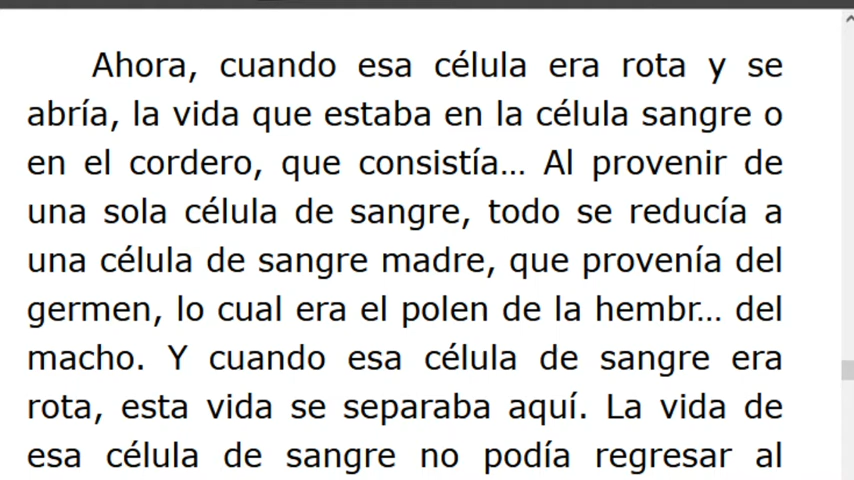 Ahora, cuando esa célula era rota y se
abría, la vida que estaba en la célula sangre o
en el cordero, que consistía... Al provenir de
una sola célula de sangre, todo se reducía a
una célula de sangre madre, que provenía del
germen, lo cual era el polen de la hembr... del
macho. Y cuando esa célula de sangre era
rota, esta vida se separaba aquí. La vida de
esa célula de sangre no podía regresar al